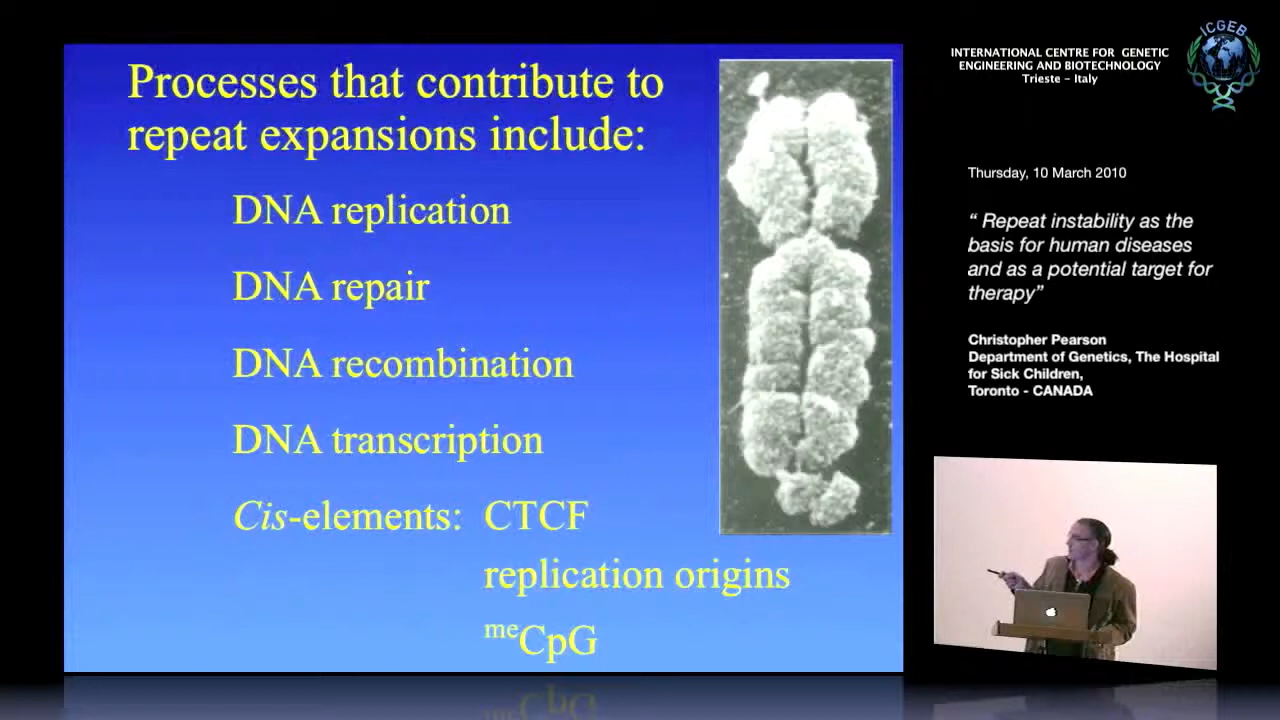 Processes that contribute to
repeat expansions include:
DNA replication
DNA repair
DNA recombination
DNA transcription
Cis-elements: CTCF
replication origins
meCpG
INTERNATIONAL CENTRE FOR GENETIC
ENGINEERING AND BIOTECHNOLOGY
Trieste - Italy
ICGEB
Thursday, 10 March 2010
“ Repeat instability as the
basis for human diseases
and as a potential target for
therapy”
Christopher Pearson
Department of Genetics, The Hospital
for Sick Children,
Toronto - CANADA